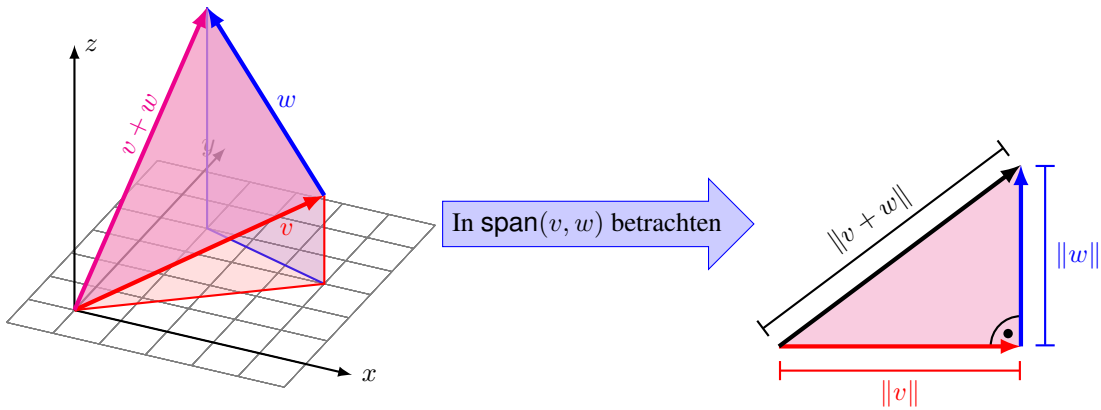 z
v + w
w
y
v
x
In span(v, w) betrachten
‖v + w‖
‖w‖
‖v‖